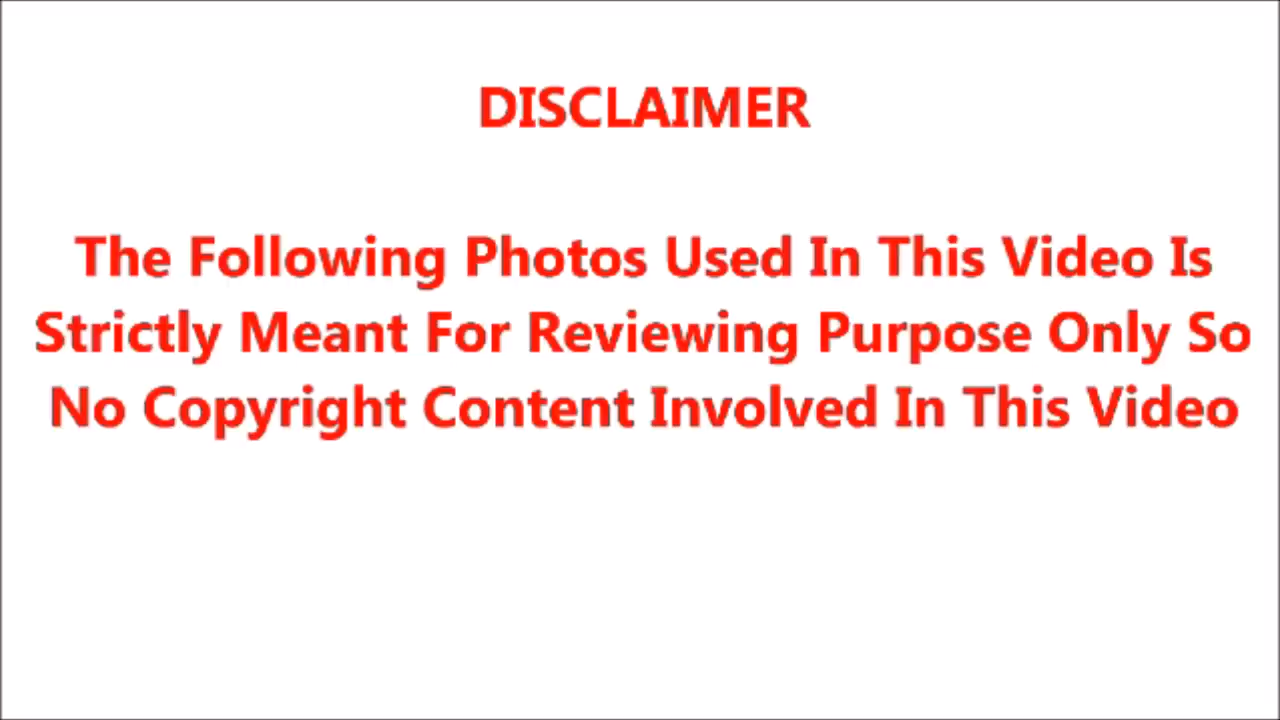 DISCLAIMER
The Following Photos Used In This Video Is
Strictly Meant For Reviewing Purpose Only So
No Copyright Content Involved In This Video